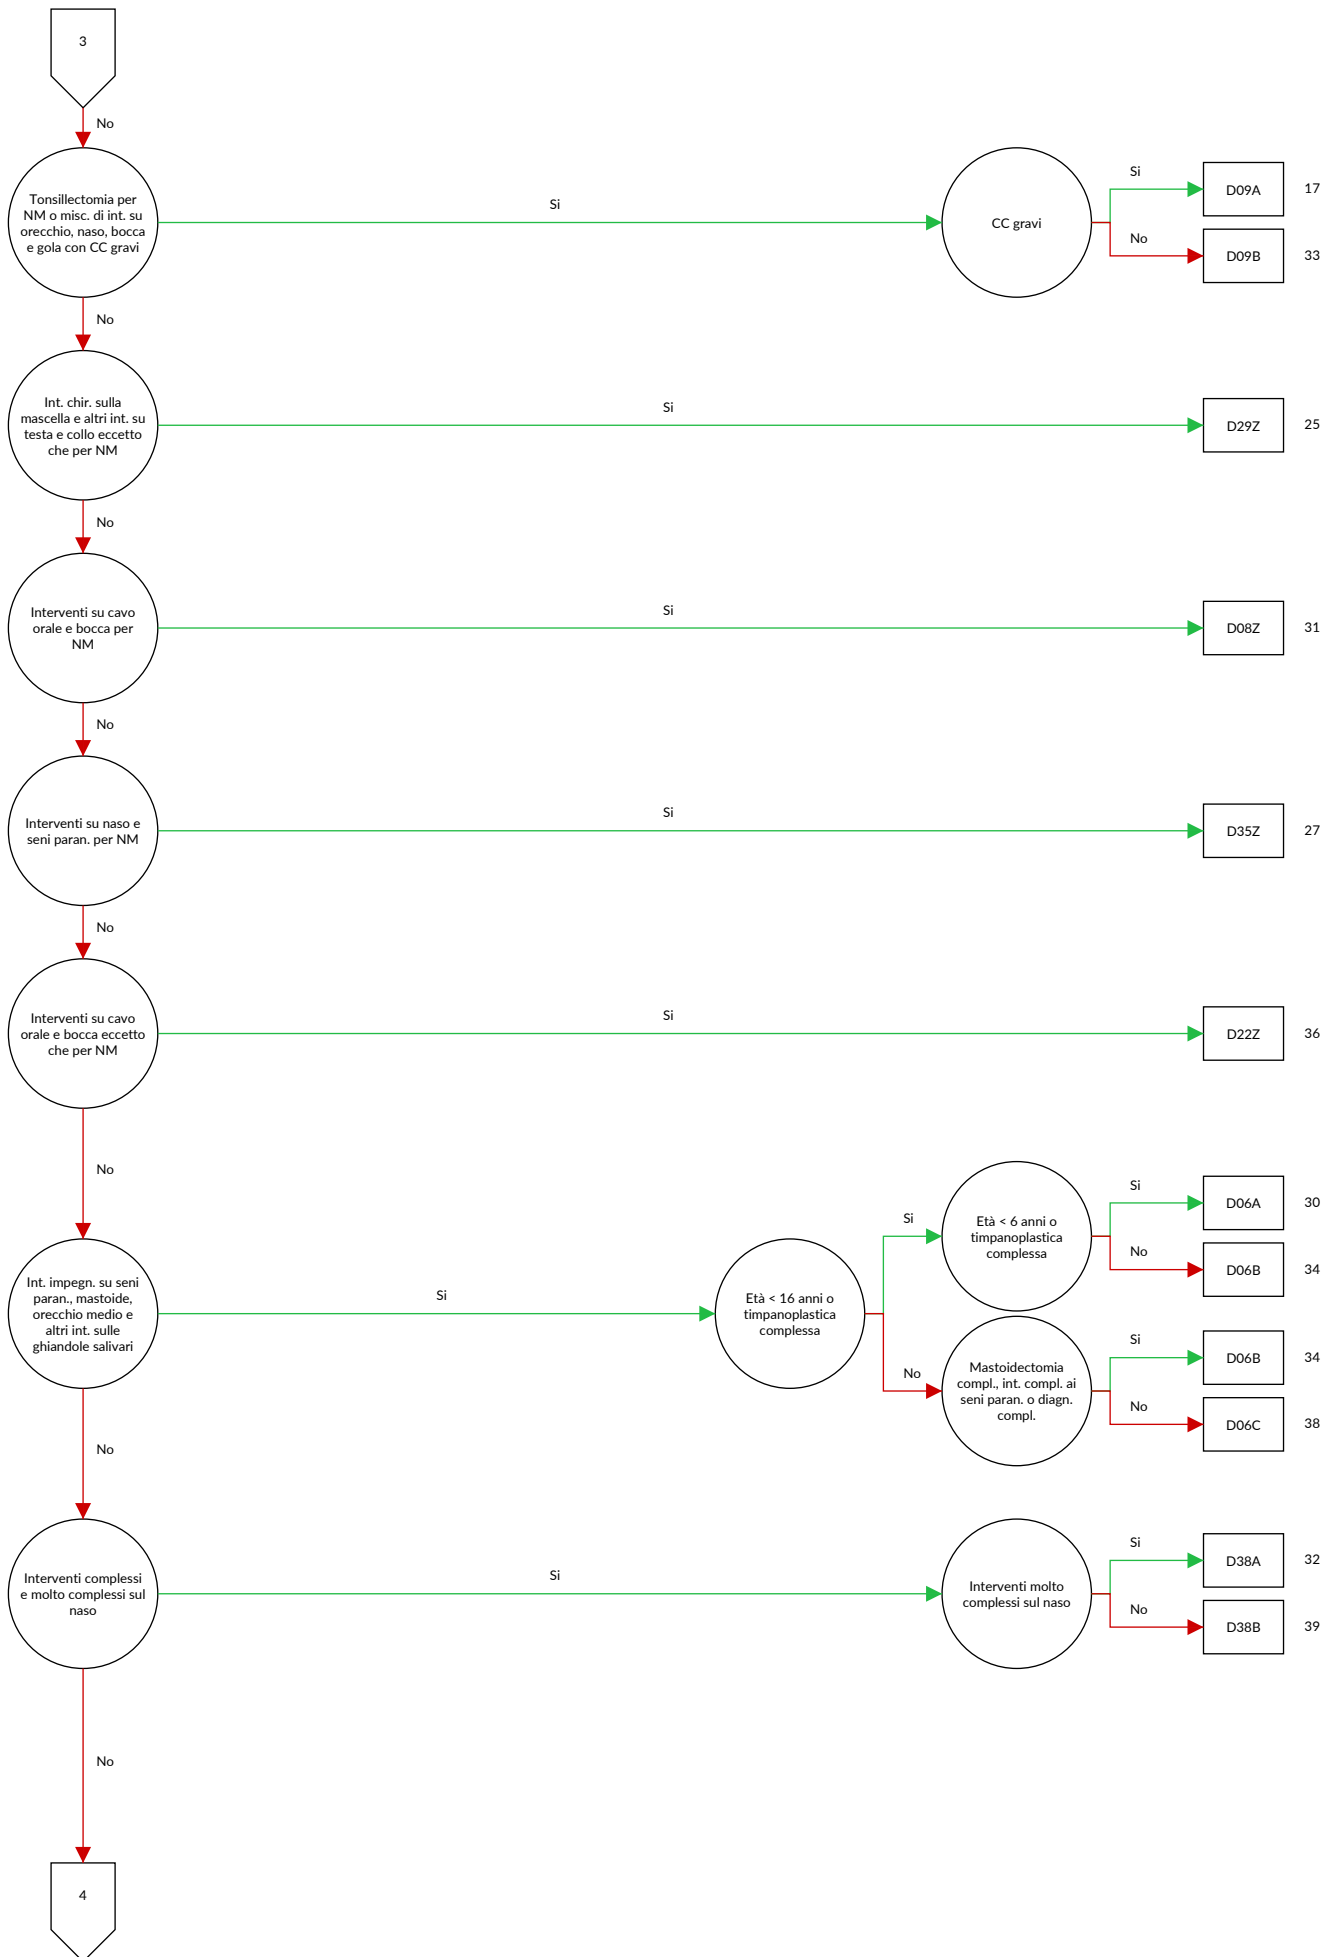 3
No
Tonsillectomia per
NM o misc. di int. su
orecchio, naso, bocca
e gola con CC gravi
Si
CC gravi
Si
D09A
17
No
D09B
33
No
Int. chir. sulla
mascella e altri int. su
testa e collo eccetto
che per NM
Si
D29Z
25
No
Interventi su cavo
orale e bocca per
NM
Si
D08Z
31
No
Interventi su naso e
seni paran. per NM
Si
D35Z
27
No
Interventi su cavo
orale e bocca eccetto
che per NM
Si
D22Z
36
No
Int. impegn. su seni
paran., mastoide,
orecchio medio e
altri int. sulle
ghiandole salivari
Si
Età < 16 anni o
timpanoplastica
complessa
Si
Età < 6 anni o
timpanoplastica
complessa
Si
D06A
30
No
D06B
34
No
Mastoidectomia
compl., int. compl. ai
seni paran. o diagn.
compl.
Si
D06B
34
No
D06C
38
No
Interventi complessi
e molto complessi sul
naso
Si
Interventi molto
complessi sul naso
Si
D38A
32
No
D38B
39
No
4